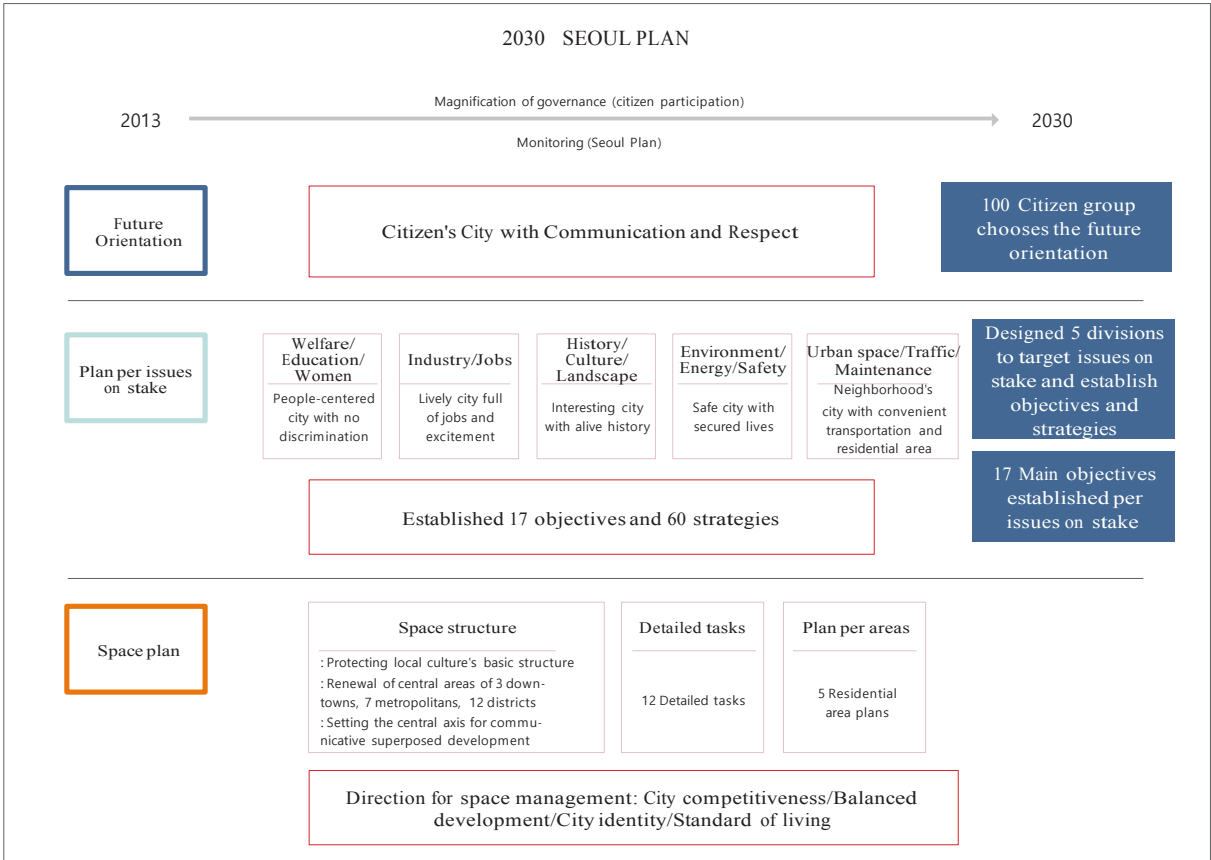 2030 SEOUL PLAN
Magnification of governance (citizen participation)
2013
2030
Monitoring (Seoul Plan)
Future
Orientation
Citizen's City with Communication and Respect
100 Citizen group
chooses the future
orientation
Plan per issues
on stake
Welfare/
Education/
Women
People-centered
city with no
discrimination
Industry/Jobs
Lively city full
of jobs and
excitement
History/
Culture/
Landscape
Interesting city
with alive history
Environment/
Energy/Safety
Safe city with
secured lives
Urban space/Traffic/
Maintenance
Neighborhood's
city with convenient
transportation and
residential area
Designed 5 divisions
to target issues on
stake and establish
objectives and
strategies
Established 17 objectives and 60 strategies
17 Main objectives
established per
issues on stake
Space plan
Space structure
: Protecting local culture's basic structure
: Renewal of central areas of 3 down-
towns, 7 metropolitans, 12 districts
: Setting the central axis for commu-
nicative superposed development
Detailed tasks
12 Detailed tasks
Plan per areas
5 Residential
area plans
Direction for space management: City competitiveness/Balanced
development/City identity/Standard of living